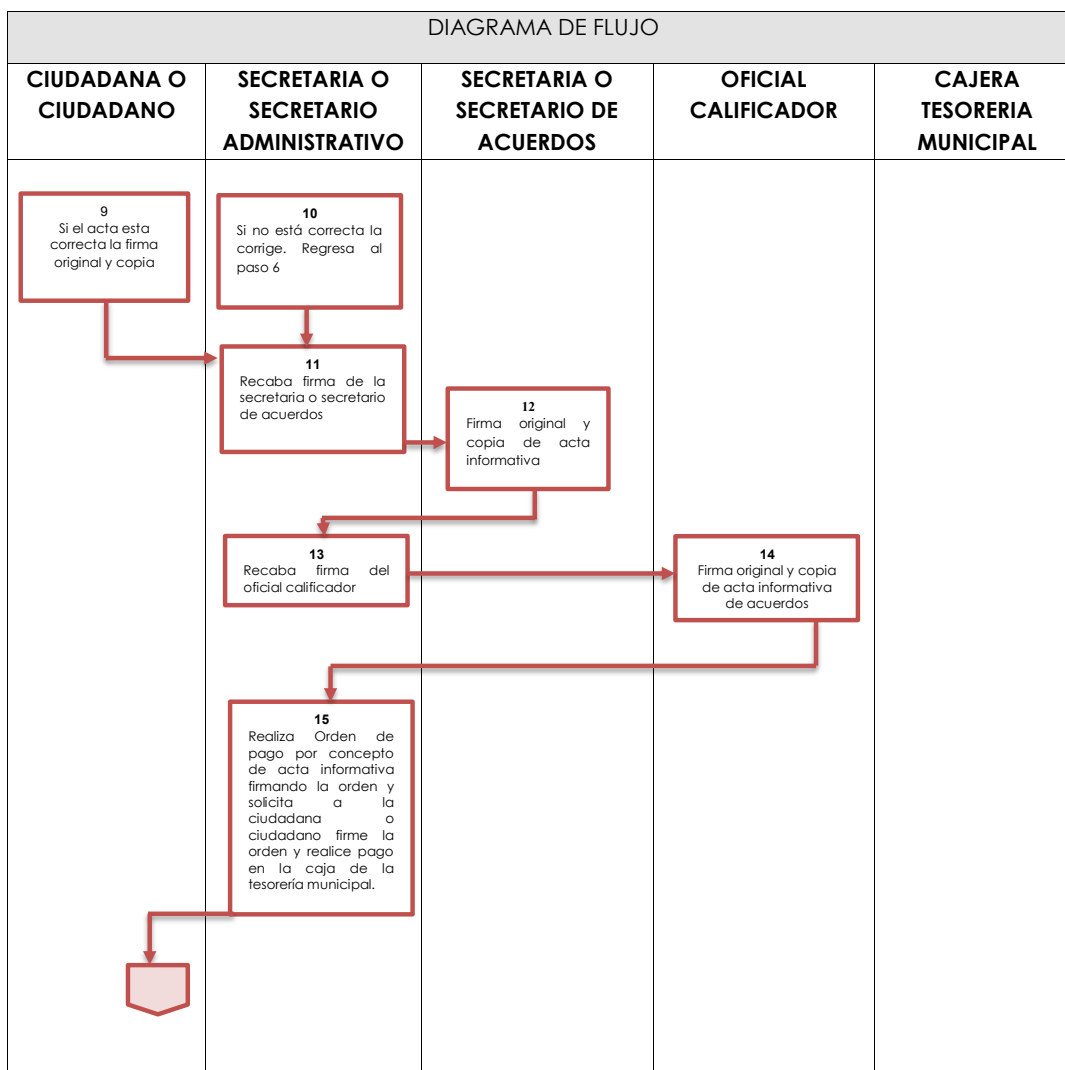 DIAGRAMA DE FLUJO
CIUDADANA O
CIUDADANO
SECRETARIA O
SECRETARIO
ADMINISTRATIVO
SECRETARIA O
SECRETARIO DE
ACUERDOS
OFICIAL
CALIFICADOR
CAJERA
TESORERIA
MUNICIPAL
9
Si el acta esta
correcta la firma
original y copia
10
Si no está correcta la
corrige. Regresa al
paso 6
11
Recaba firma de la
secretaria o secretario
de acuerdos
12
Firma original y
copia de acta
informativa
13
Recaba firma del
oficial calificador
14
Firma original y copia
de acta informativa
de acuerdos
15
Realiza Orden de
pago por concepto
de acta informativa
firmando la orden y
solicita a la
ciudadana o
ciudadano firme la
orden y realice pago
en la caja de la
tesorería municipal.